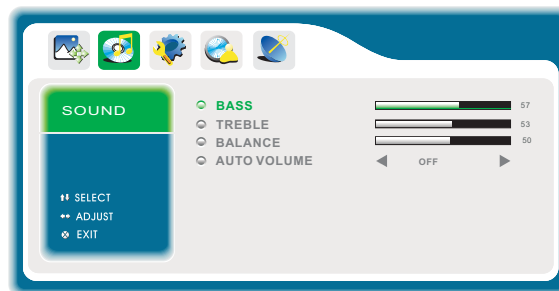 SOUND
BASS 57
TREBLE 53
BALANCE 50
AUTO VOLUME OFF
SELECT
ADJUST
EXIT